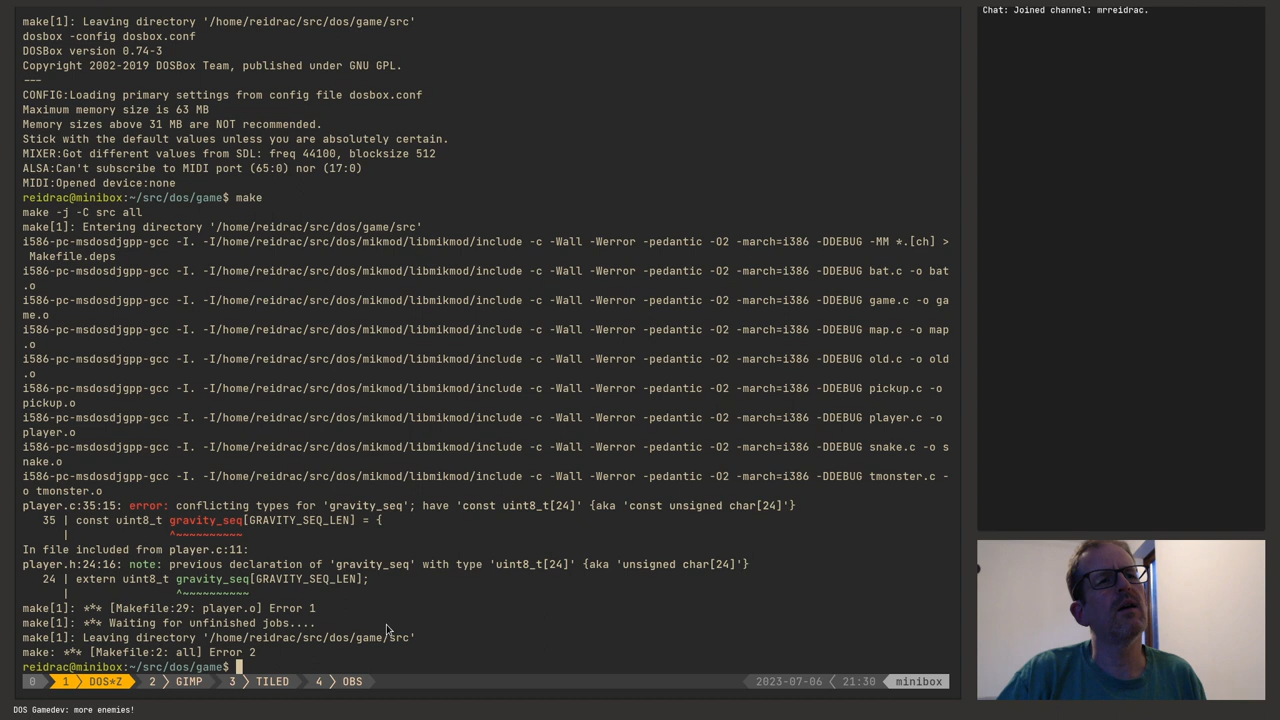 make[1]: Leaving directory '/home/reidrac/src/dos/game/src'
dosbox -config dosbox.conf
DOSBox version 0.74-3
Copyright 2002-2019 DOSBox Team, published under GNU GPL.
---
CONFIG:Loading primary settings from config file dosbox.conf
Maximum memory size is 63 MB
Memory sizes above 31 MB are NOT recommended.
Stick with the default values unless you are absolutely certain.
MIXER:Got different values from SDL: freq 44100, blocksize 512
ALSA:Can't subscribe to MIDI port (65:0) nor (17:0)
MIDI:Opened device:none
reidrac@minibox:~/src/dos/game$ make
make -j -C src all
make[1]: Entering directory '/home/reidrac/src/dos/game/src'
i586-pc-msdosdjgpp-gcc -I. -I/home/reidrac/src/dos/mikmod/libmikmod/include -c -Wall -Werror -pedantic -O2 -march=i386 -DDEBUG -MM *.[ch] >
 Makefile.deps
i586-pc-msdosdjgpp-gcc -I. -I/home/reidrac/src/dos/mikmod/libmikmod/include -c -Wall -Werror -pedantic -O2 -march=i386 -DDEBUG bat.c -o bat
.o
i586-pc-msdosdjgpp-gcc -I. -I/home/reidrac/src/dos/mikmod/libmikmod/include -c -Wall -Werror -pedantic -O2 -march=i386 -DDEBUG game.c -o ga
me.o
i586-pc-msdosdjgpp-gcc -I. -I/home/reidrac/src/dos/mikmod/libmikmod/include -c -Wall -Werror -pedantic -O2 -march=i386 -DDEBUG map.c -o map
.o
i586-pc-msdosdjgpp-gcc -I. -I/home/reidrac/src/dos/mikmod/libmikmod/include -c -Wall -Werror -pedantic -O2 -march=i386 -DDEBUG old.c -o old
.o
i586-pc-msdosdjgpp-gcc -I. -I/home/reidrac/src/dos/mikmod/libmikmod/include -c -Wall -Werror -pedantic -O2 -march=i386 -DDEBUG pickup.c -o
pickup.o
i586-pc-msdosdjgpp-gcc -I. -I/home/reidrac/src/dos/mikmod/libmikmod/include -c -Wall -Werror -pedantic -O2 -march=i386 -DDEBUG player.c -o
player.o
i586-pc-msdosdjgpp-gcc -I. -I/home/reidrac/src/dos/mikmod/libmikmod/include -c -Wall -Werror -pedantic -O2 -march=i386 -DDEBUG snake.c -o s
nake.o
i586-pc-msdosdjgpp-gcc -I. -I/home/reidrac/src/dos/mikmod/libmikmod/include -c -Wall -Werror -pedantic -O2 -march=i386 -DDEBUG tmonster.c -
o tmonster.o
player.c:35:15: error: conflicting types for 'gravity_seq'; have 'const uint8_t[24]' {aka 'const unsigned char[24]'}
   35 | const uint8_t gravity_seq[GRAVITY_SEQ_LEN] = {
      |               ^~~~~~~~~~~
In file included from player.c:11:
player.h:24:16: note: previous declaration of 'gravity_seq' with type 'uint8_t[24]' {aka 'unsigned char[24]'}
   24 | extern uint8_t gravity_seq[GRAVITY_SEQ_LEN];
      |                ^~~~~~~~~~~
make[1]: *** [Makefile:29: player.o] Error 1
make[1]: *** Waiting for unfinished jobs....
make[1]: Leaving directory '/home/reidrac/src/dos/game/src'
make: *** [Makefile:2: all] Error 2
reidrac@minibox:~/src/dos/game$
0 1 DOS*Z 2 GIMP 3 TILED 4 OBS 2023-07-06 21:30 minibox
DOS Gamedev: more enemies!
Chat: Joined channel: mrreidrac.